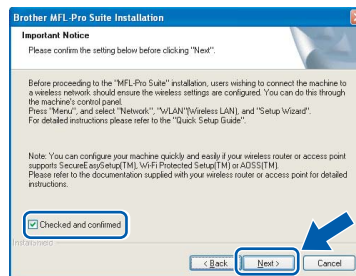 Brother MFL-Pro Suite Installation
Important Notice
Please confirm the setting below before clicking "Next".
Before proceeding to the "MFL-Pro Suite" installation, users wishing to connect the machine to
a wireless network should ensure the wireless settings are configured. You can do this through
the machine's control panel.
Press "Menu", and select "Network", "WLAN"(Wireless LAN), and "Setup Wizard".
For detailed instructions please refer to the "Quick Setup Guide".
Note: You can configure your machine quickly and easily if your wireless router or access point
supports SecureEasySetup(TM), Wi-Fi Protected Setup(TM) or AOSS(TM).
Please refer to the documentation supplied with your wireless router or access point for detailed
instructions.
Checked and confirmed
InstallShield
< Back Next > Cancel